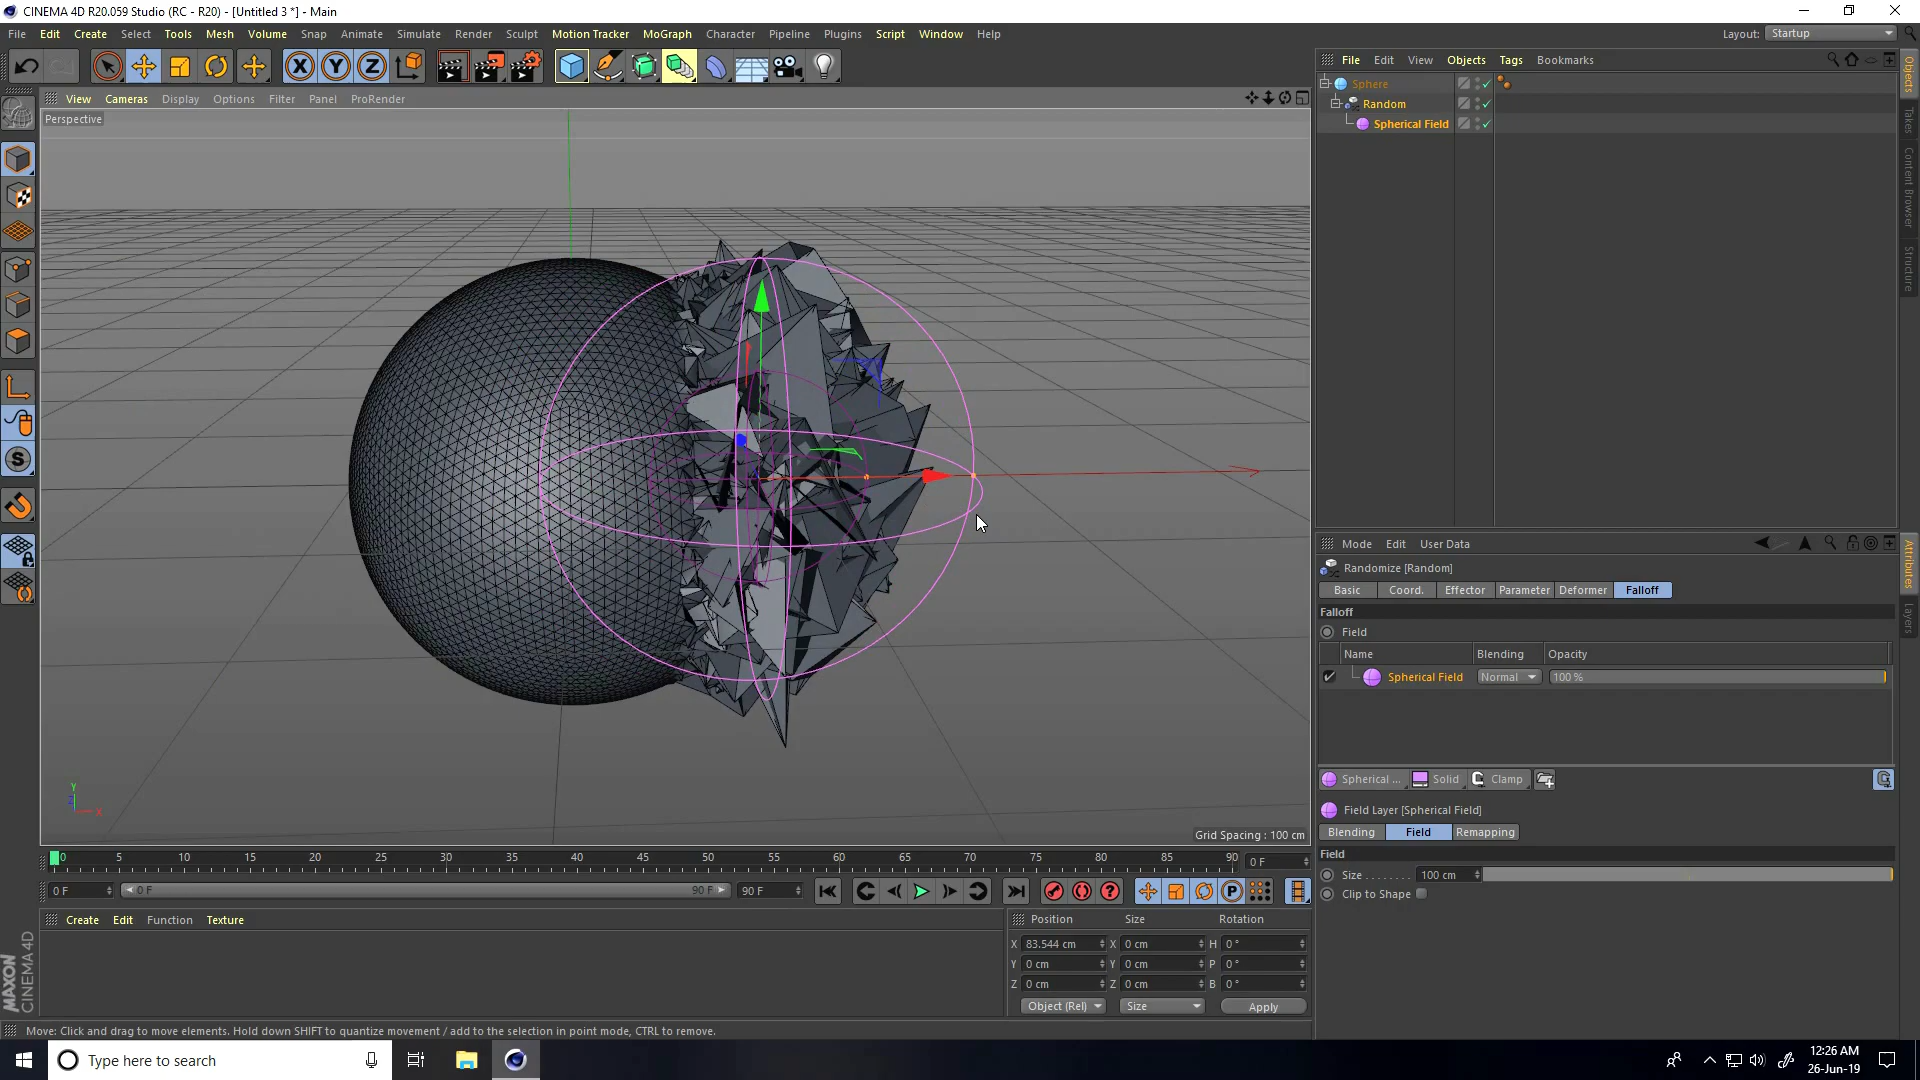 CINEMA 4D R20.059 Studio (RC - R20) - [Untitled 3 *] - Main
File Edit Create Select Tools Mesh Volume Snap Animate Simulate Render Sculpt Motion Tracker MoGraph Character Pipeline Plugins Script Window Help
Layout: Startup
X Y Z
View Cameras Display Options Filter Panel ProRender
Perspective
File Edit View Objects Tags Bookmarks
Sphere
Random
Spherical Field
Objects
Takes
Content Browser
Structure
Mode Edit User Data
Randomize [Random]
Basic Coord. Effector Parameter Deformer Falloff
Falloff
Field
Name Blending Opacity
Spherical Field Normal 100 %
Spherical ... Solid Clamp
Field Layer [Spherical Field]
Blending Field Remapping
Field
Size . . . . . . . . 100 cm
Clip to Shape
Attributes
Layers
Y
Z
X
Grid Spacing : 100 cm
0 5 10 15 20 25 30 35 40 45 50 55 60 65 70 75 80 85 90 0 F
0 F 0 F 90 F 90 F
Create Edit Function Texture
Position Size Rotation
X 83.544 cm X 0 cm H 0 °
Y 0 cm Y 0 cm P 0 °
Z 0 cm Z 0 cm B 0 °
Object (Rel) Size Apply
MAXON
CINEMA 4D
Move: Click and drag to move elements. Hold down SHIFT to quantize movement / add to the selection in point mode, CTRL to remove.
Type here to search
12:26 AM
26-Jun-19